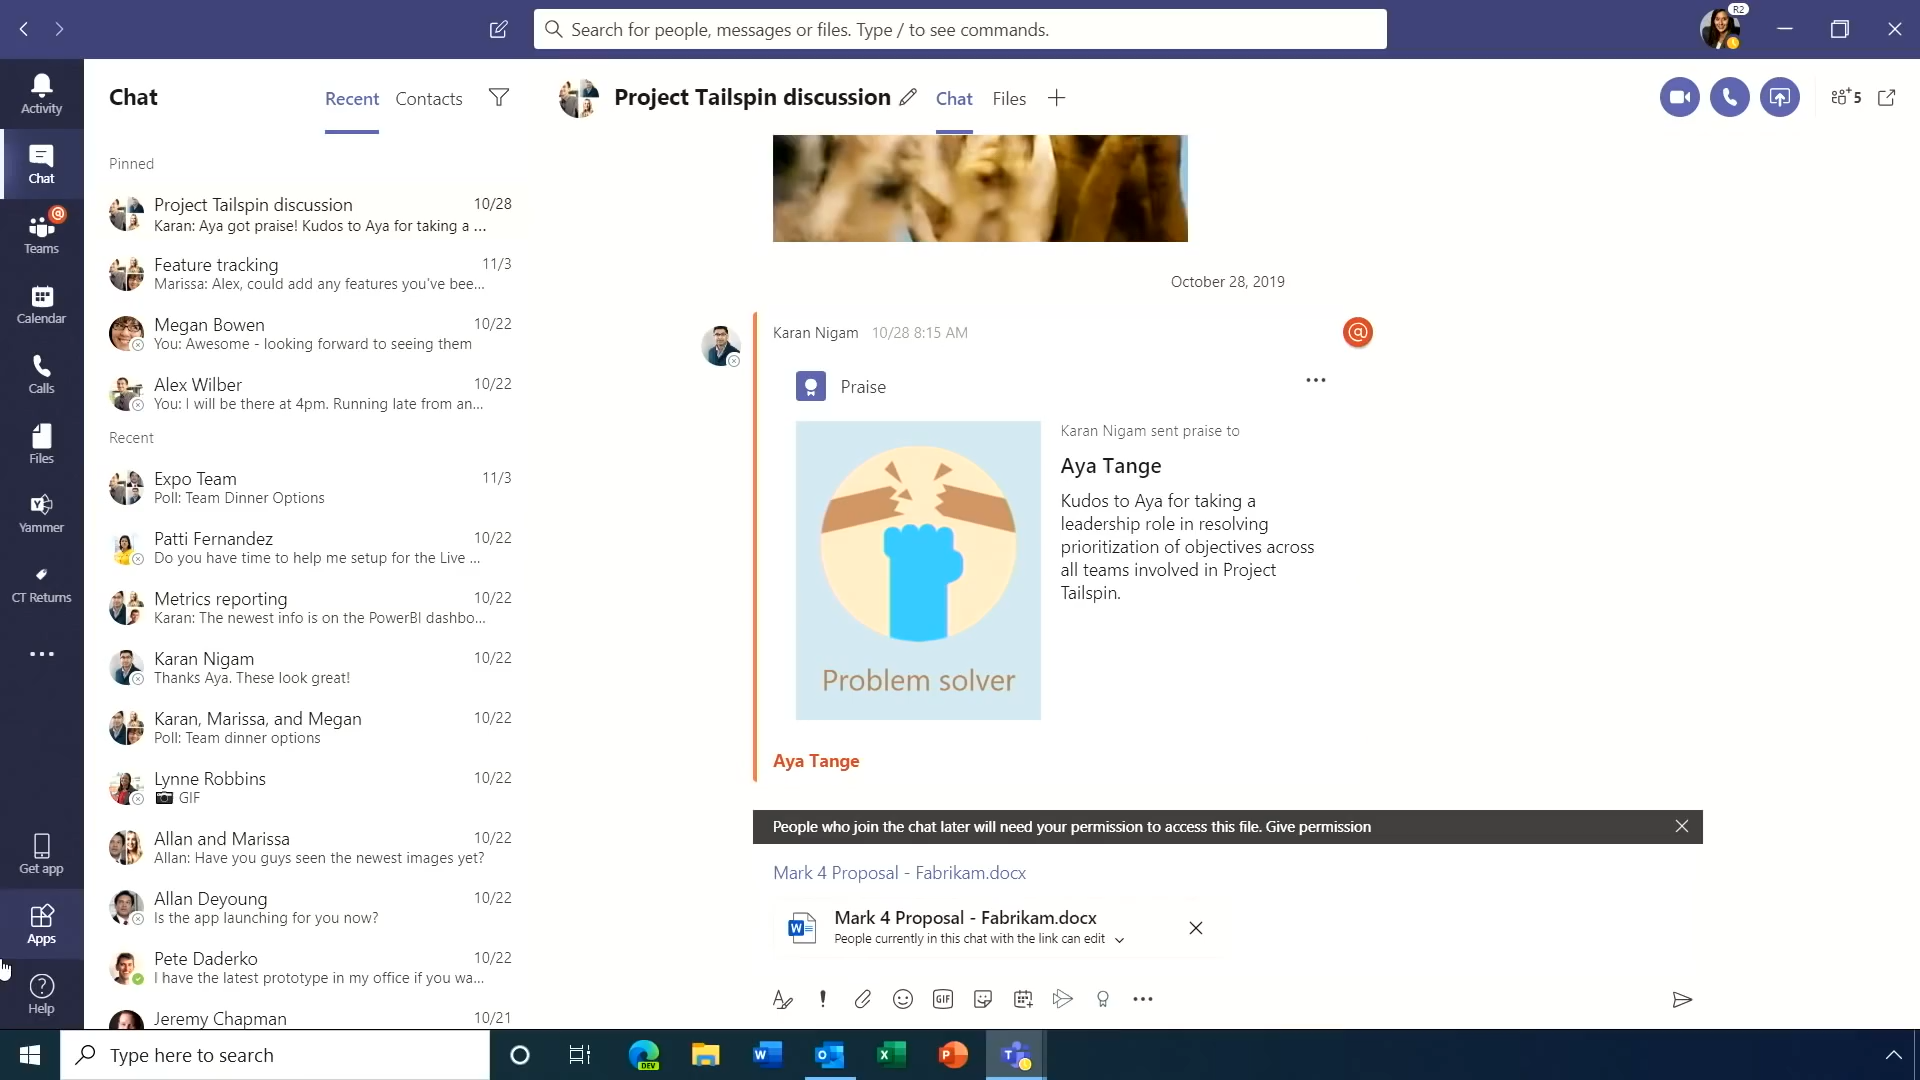 Search for people, messages or files. Type / to see commands.
R2
Activity
Chat
Teams
Calendar
Calls
Files
Yammer
CT Returns
Get app
Apps
Help
Chat
Recent
Contacts
Pinned
Project Tailspin discussion 10/28
Karan: Aya got praise! Kudos to Aya for taking a ...
Feature tracking 11/3
Marissa: Alex, could add any features you've bee...
Megan Bowen 10/22
You: Awesome - looking forward to seeing them
Alex Wilber 10/22
You: I will be there at 4pm. Running late from an...
Recent
Expo Team 11/3
Poll: Team Dinner Options
Patti Fernandez 10/22
Do you have time to help me setup for the Live ...
Metrics reporting 10/22
Karan: The newest info is on the PowerBI dashbo...
Karan Nigam 10/22
Thanks Aya. These look great!
Karan, Marissa, and Megan 10/22
Poll: Team dinner options
Lynne Robbins 10/22
GIF
Allan and Marissa 10/22
Allan: Have you guys seen the newest images yet?
Allan Deyoung 10/22
Is the app launching for you now?
Pete Daderko 10/22
I have the latest prototype in my office if you wa...
Jeremy Chapman 10/21
Project Tailspin discussion
Chat
Files
5
October 28, 2019
Karan Nigam 10/28 8:15 AM
@
Praise
Karan Nigam sent praise to
Aya Tange
Kudos to Aya for taking a
leadership role in resolving
prioritization of objectives across
all teams involved in Project
Tailspin.
Problem solver
Aya Tange
People who join the chat later will need your permission to access this file. Give permission
Mark 4 Proposal - Fabrikam.docx
Mark 4 Proposal - Fabrikam.docx
People currently in this chat with the link can edit
GIF
Type here to search
DEV